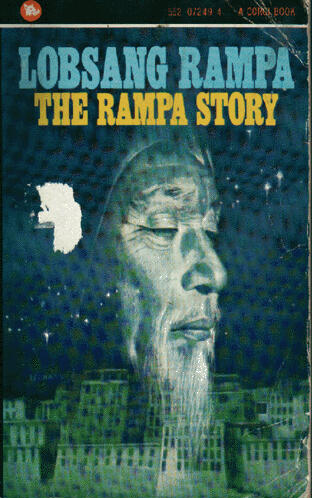 552 07249 4 A CORGI BOOK
LOBSANG RAMPA
THE RAMPA STORY